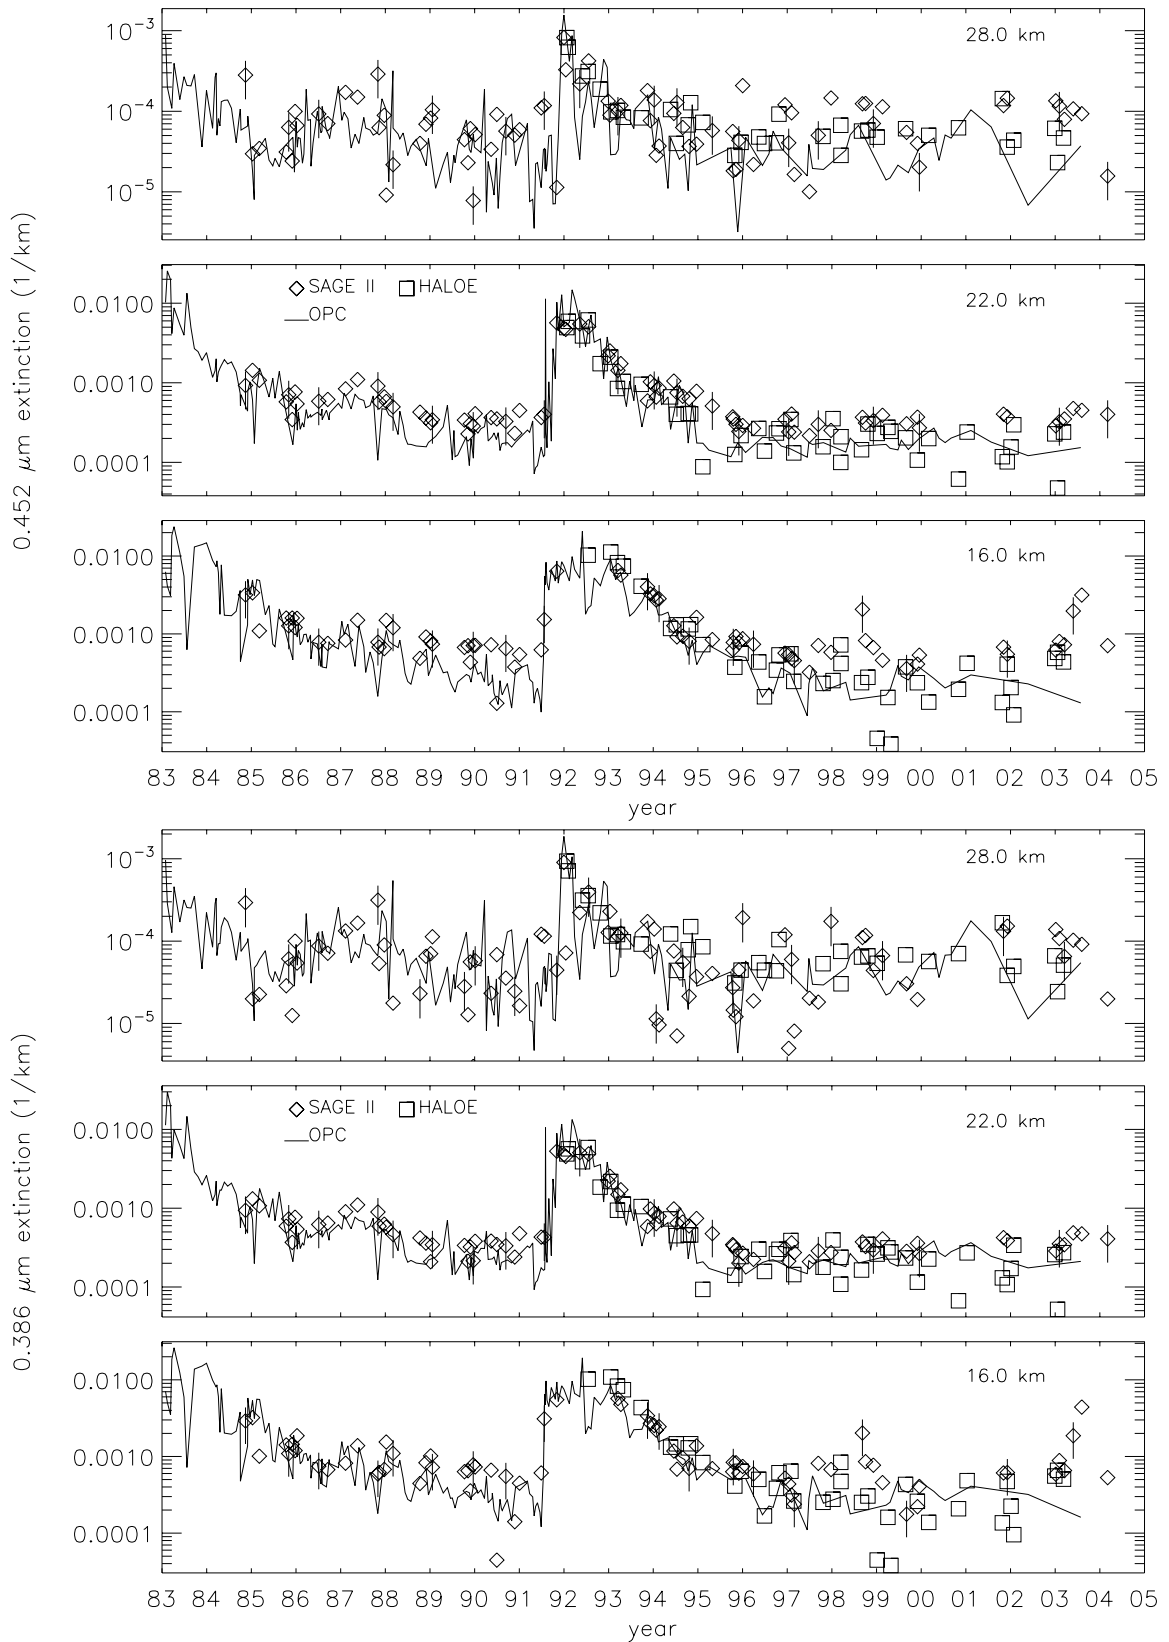 28.0 km
10-3
10-4
10-5
SAGE II HALOE
OPC
22.0 km
0.0100
0.0010
0.0001
16.0 km
0.0100
0.0010
0.0001
0.452 μm extinction (1/km)
83 84 85 86 87 88 89 90 91 92 93 94 95 96 97 98 99 00 01 02 03 04 05
year
28.0 km
10-3
10-4
10-5
SAGE II HALOE
OPC
22.0 km
0.0100
0.0010
0.0001
16.0 km
0.0100
0.0010
0.0001
0.386 μm extinction (1/km)
83 84 85 86 87 88 89 90 91 92 93 94 95 96 97 98 99 00 01 02 03 04 05
year